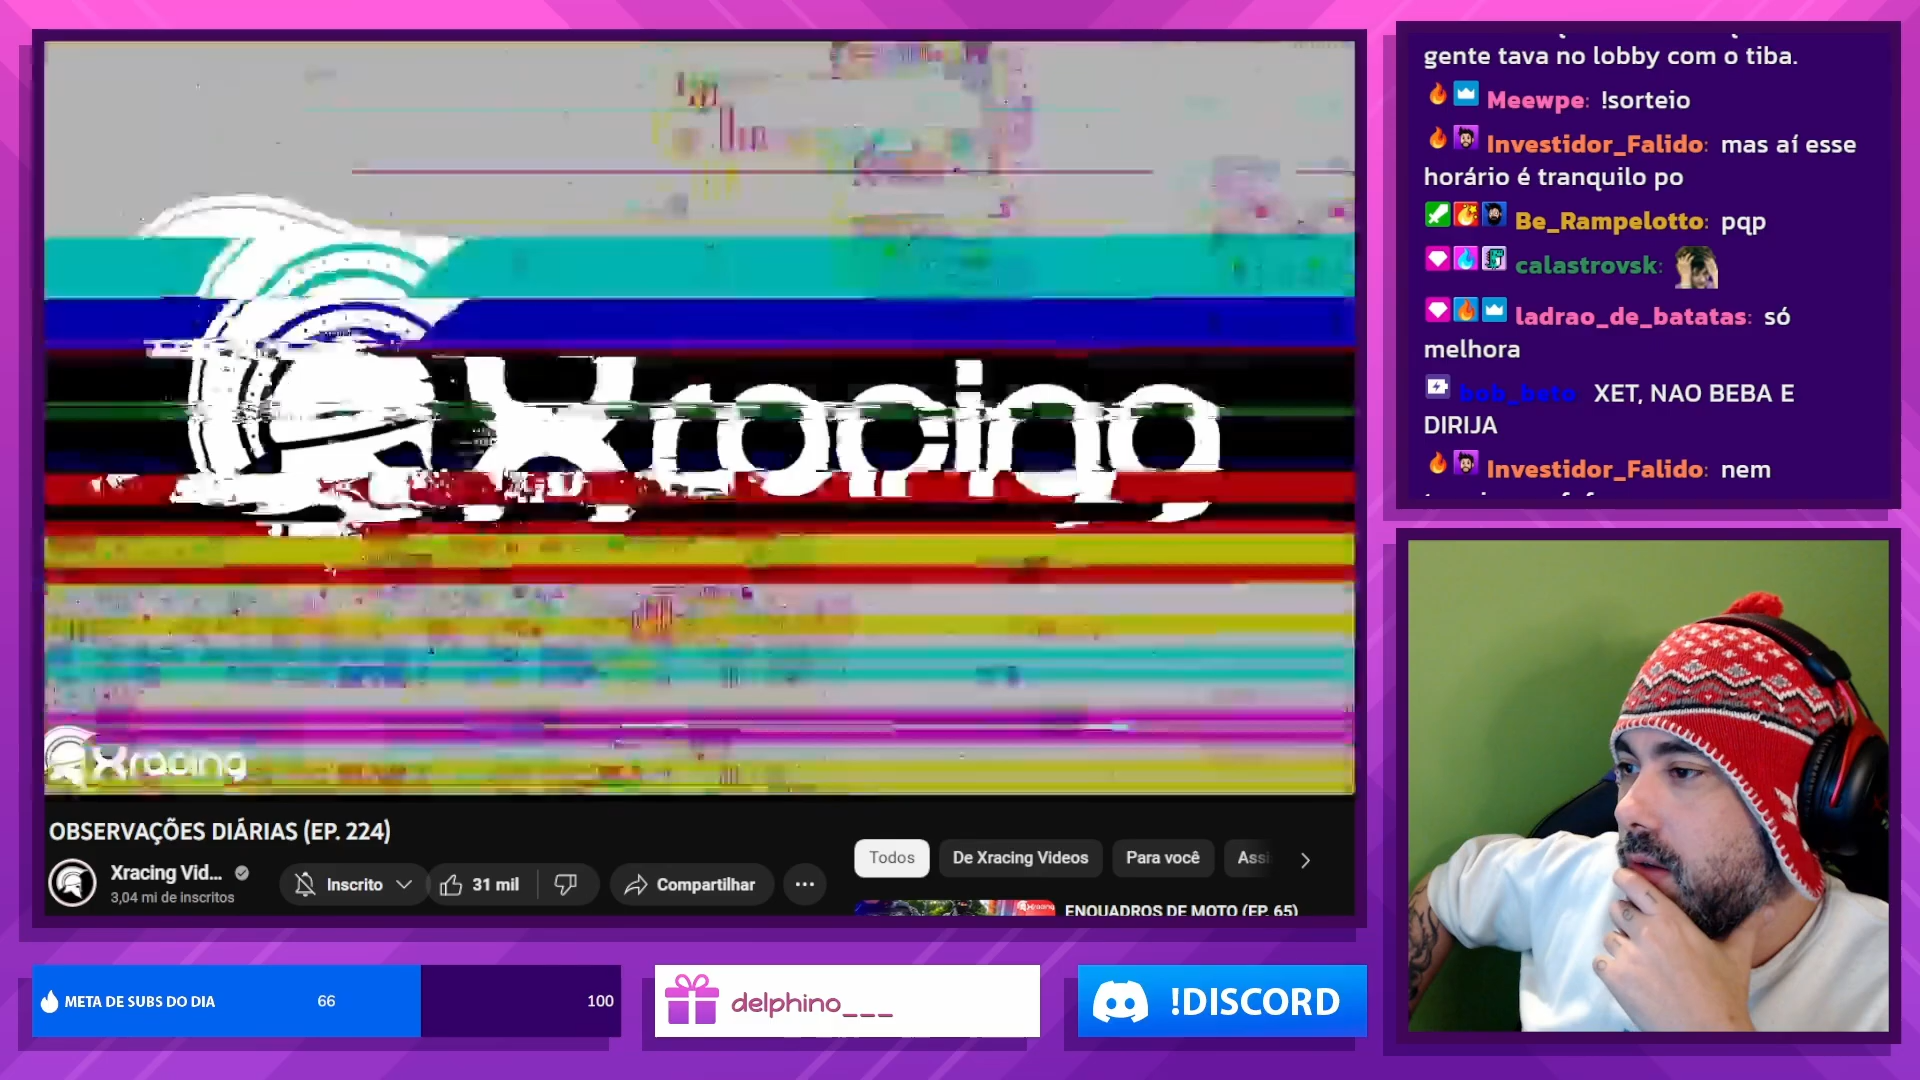 Xracing
Xracing
OBSERVAÇÕES DIÁRIAS (EP. 224)
Xracing Vid...
3,04 mi de inscritos
Inscrito
31 mil
Compartilhar
Todos
De Xracing Videos
Para você
Assi
xracing
ENQUADROS DE MOTO (EP. 65)
gente tava no lobby com o tiba.
Meewpe: !sorteio
Investidor_Falido: mas aí esse
horário é tranquilo po
Be_Rampelotto: pqp
calastrovsk:
ladrao_de_batatas: só
melhora
bob_beto XET, NAO BEBA E
DIRIJA
Investidor_Falido: nem
META DE SUBS DO DIA 66 100
delphino___
!DISCORD